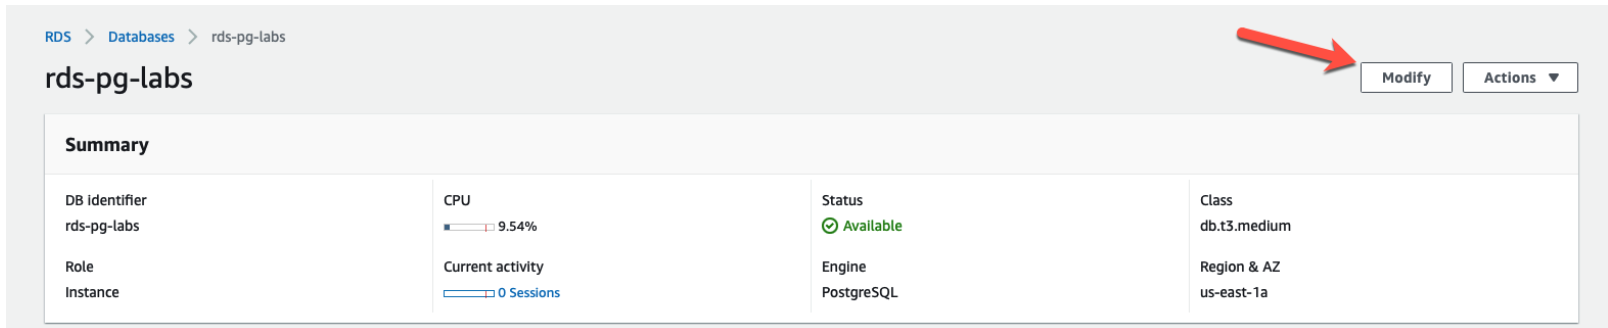 RDS > Databases > rds-pg-labs
rds-pg-labs
Modify
Actions ▼
Summary
DB identifier
rds-pg-labs
CPU
9.54%
Status
Available
Class
db.t3.medium
Role
Instance
Current activity
0 Sessions
Engine
PostgreSQL
Region & AZ
us-east-1a